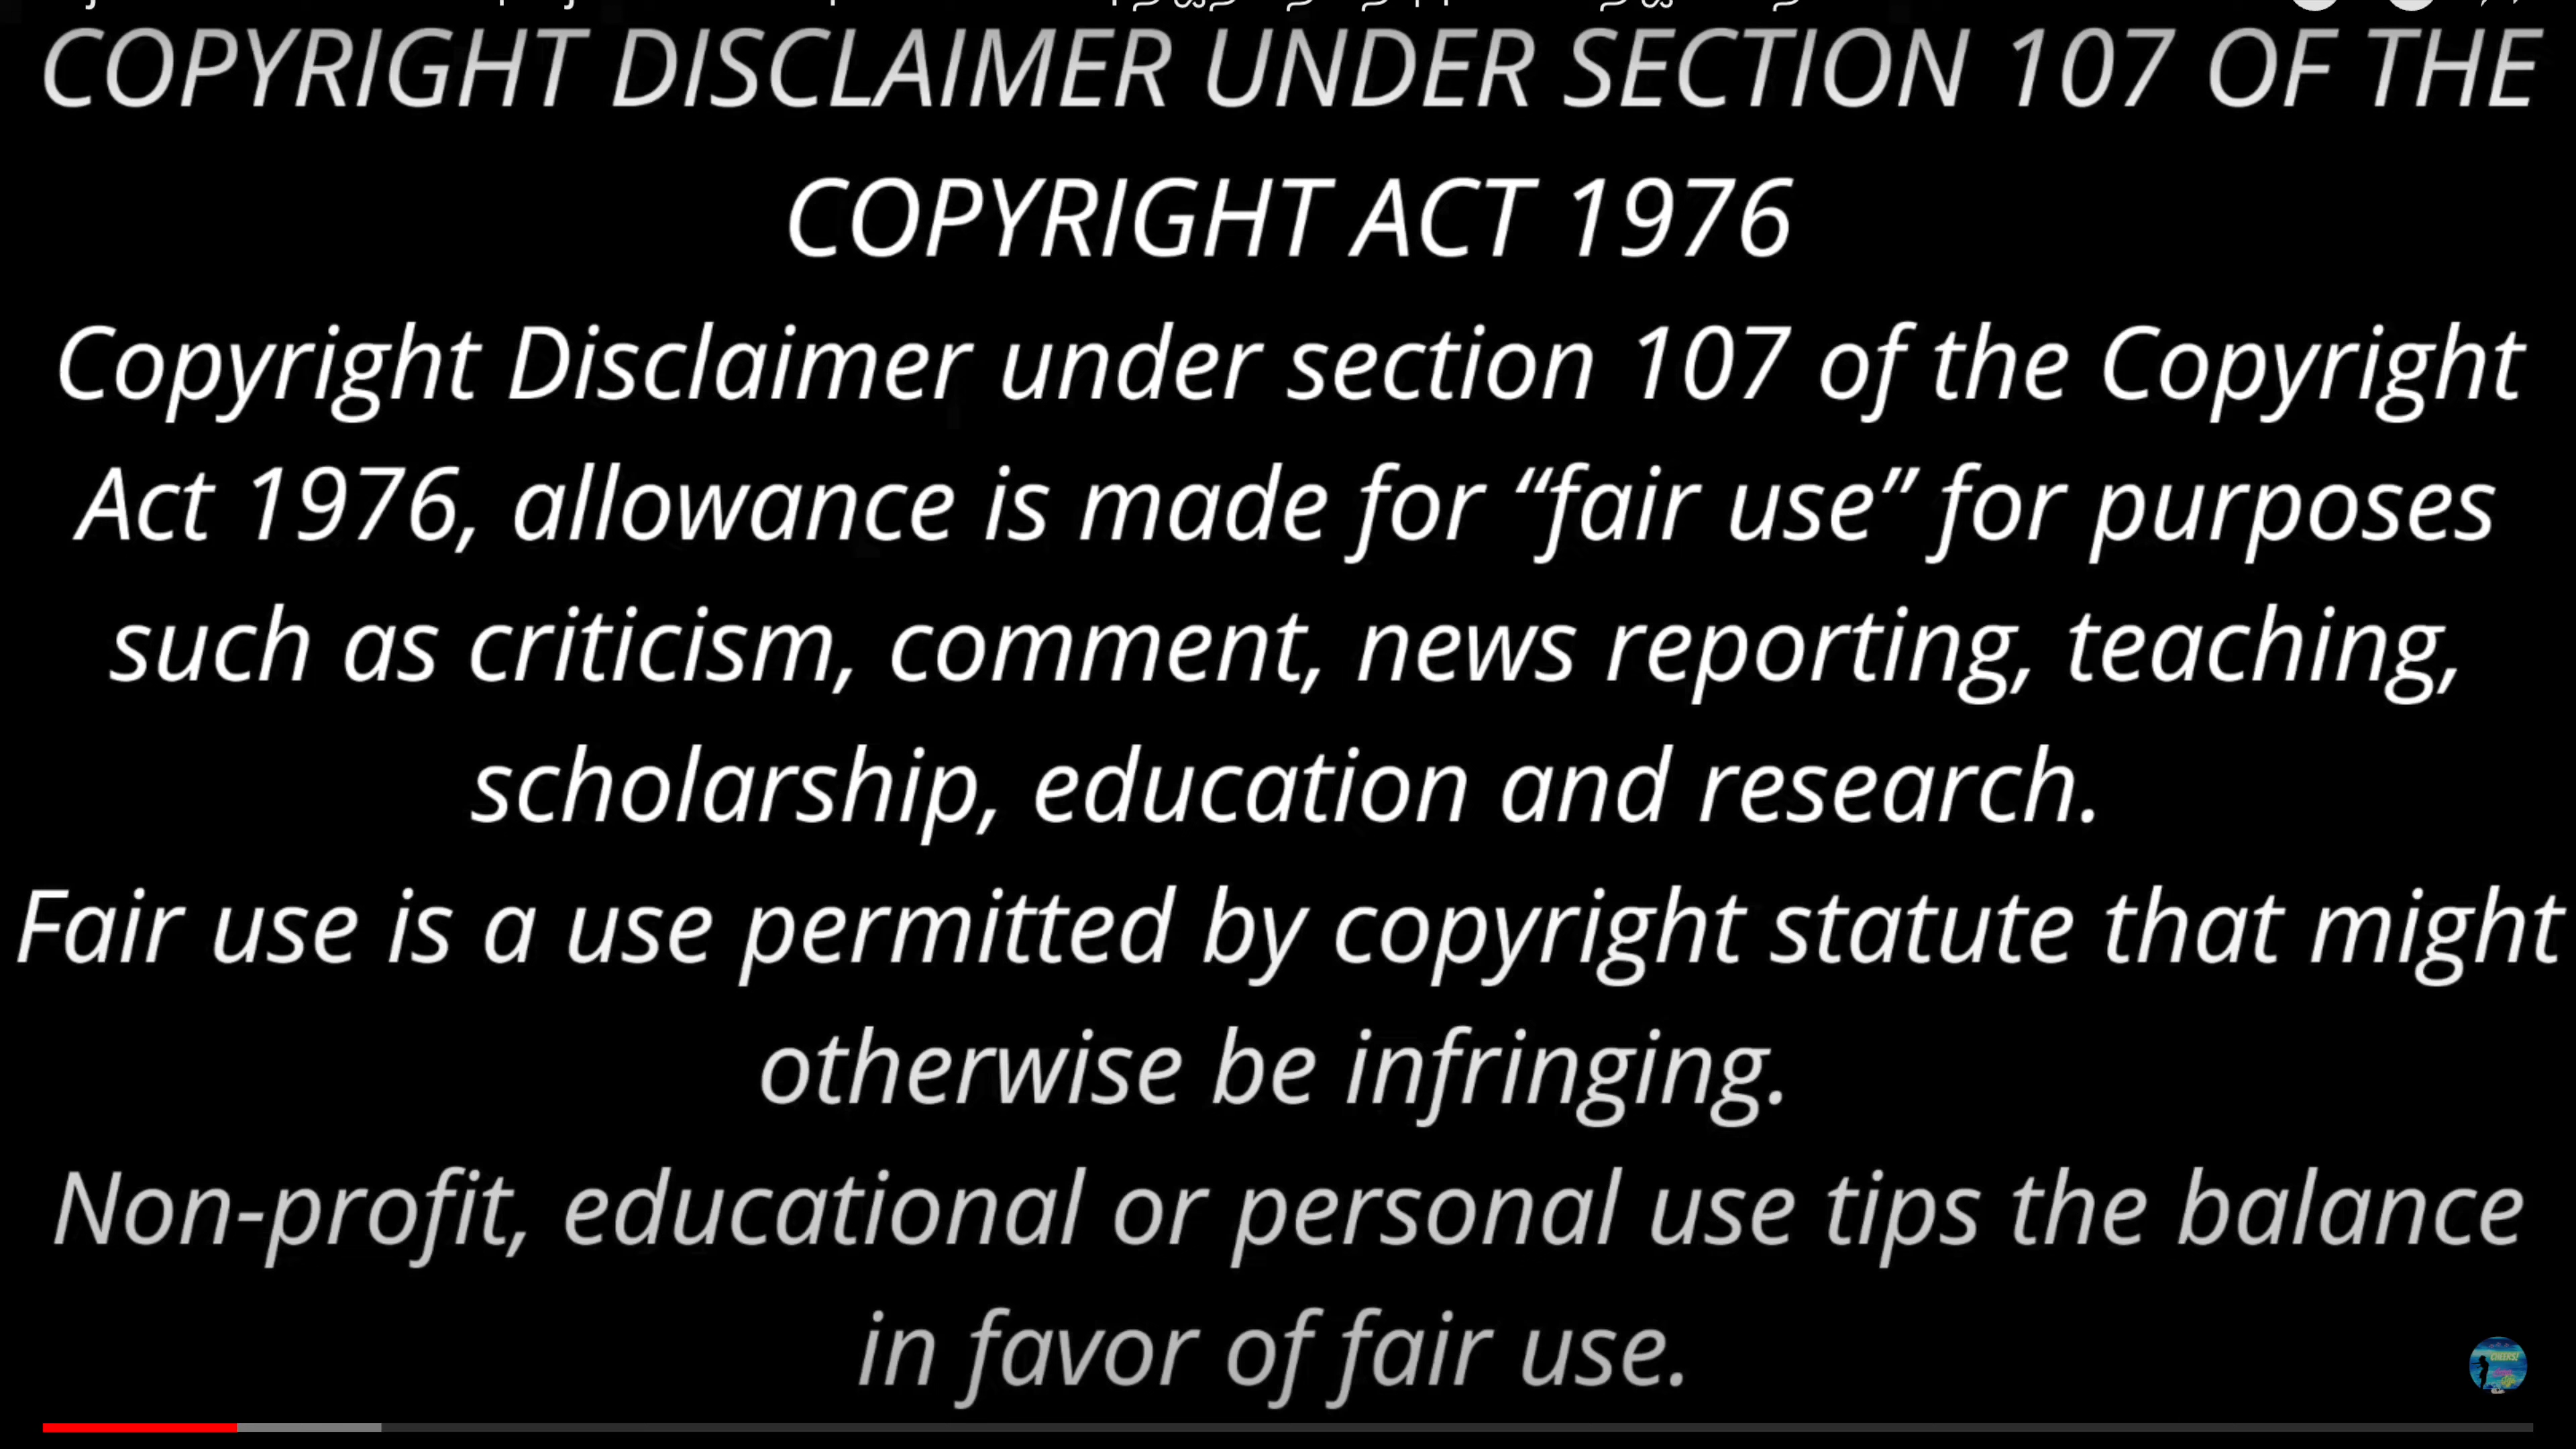 COPYRIGHT DISCLAIMER UNDER SECTION 107 OF THE
COPYRIGHT ACT 1976
Copyright Disclaimer under section 107 of the Copyright
Act 1976, allowance is made for “fair use” for purposes
such as criticism, comment, news reporting, teaching,
scholarship, education and research.
Fair use is a use permitted by copyright statute that might
otherwise be infringing.
Non-profit, educational or personal use tips the balance
in favor of fair use.
CHEERS!